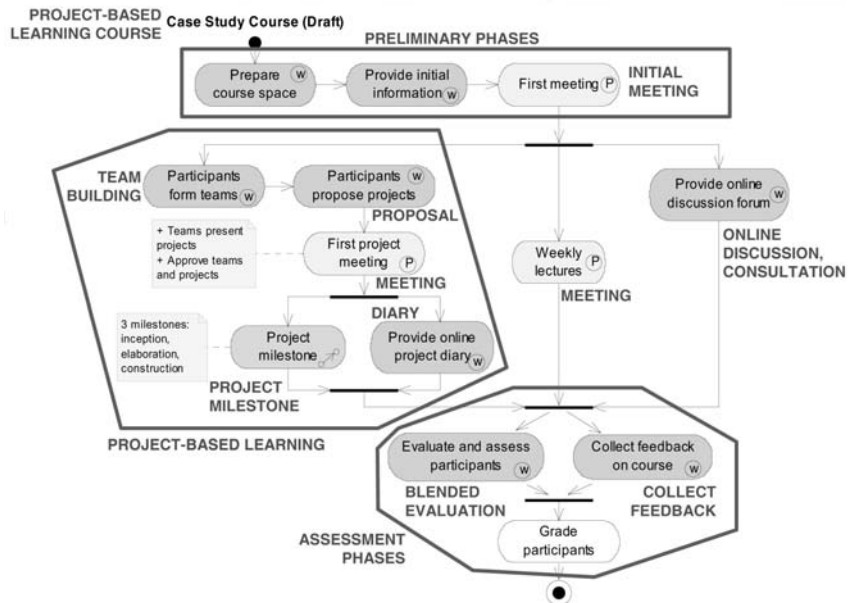 PROJECT-BASED
LEARNING COURSE
Case Study Course (Draft)
PRELIMINARY PHASES
Prepare
course space
W
Provide initial
information
W
First meeting
P
INITIAL
MEETING
TEAM
BUILDING
Participants
form teams
W
Participants
propose projects
W
PROPOSAL
Provide online
discussion forum
W
ONLINE
DISCUSSION,
CONSULTATION
+ Teams present
projects
+ Approve teams
and projects
First project
meeting
P
MEETING
Weekly
lectures
P
MEETING
DIARY
3 milestones:
inception,
elaboration,
construction
Project
milestone
Provide online
project diary
W
PROJECT
MILESTONE
PROJECT-BASED LEARNING
Evaluate and assess
participants
W
Collect feedback
on course
W
BLENDED
EVALUATION
COLLECT
FEEDBACK
ASSESSMENT
PHASES
Grade
participants